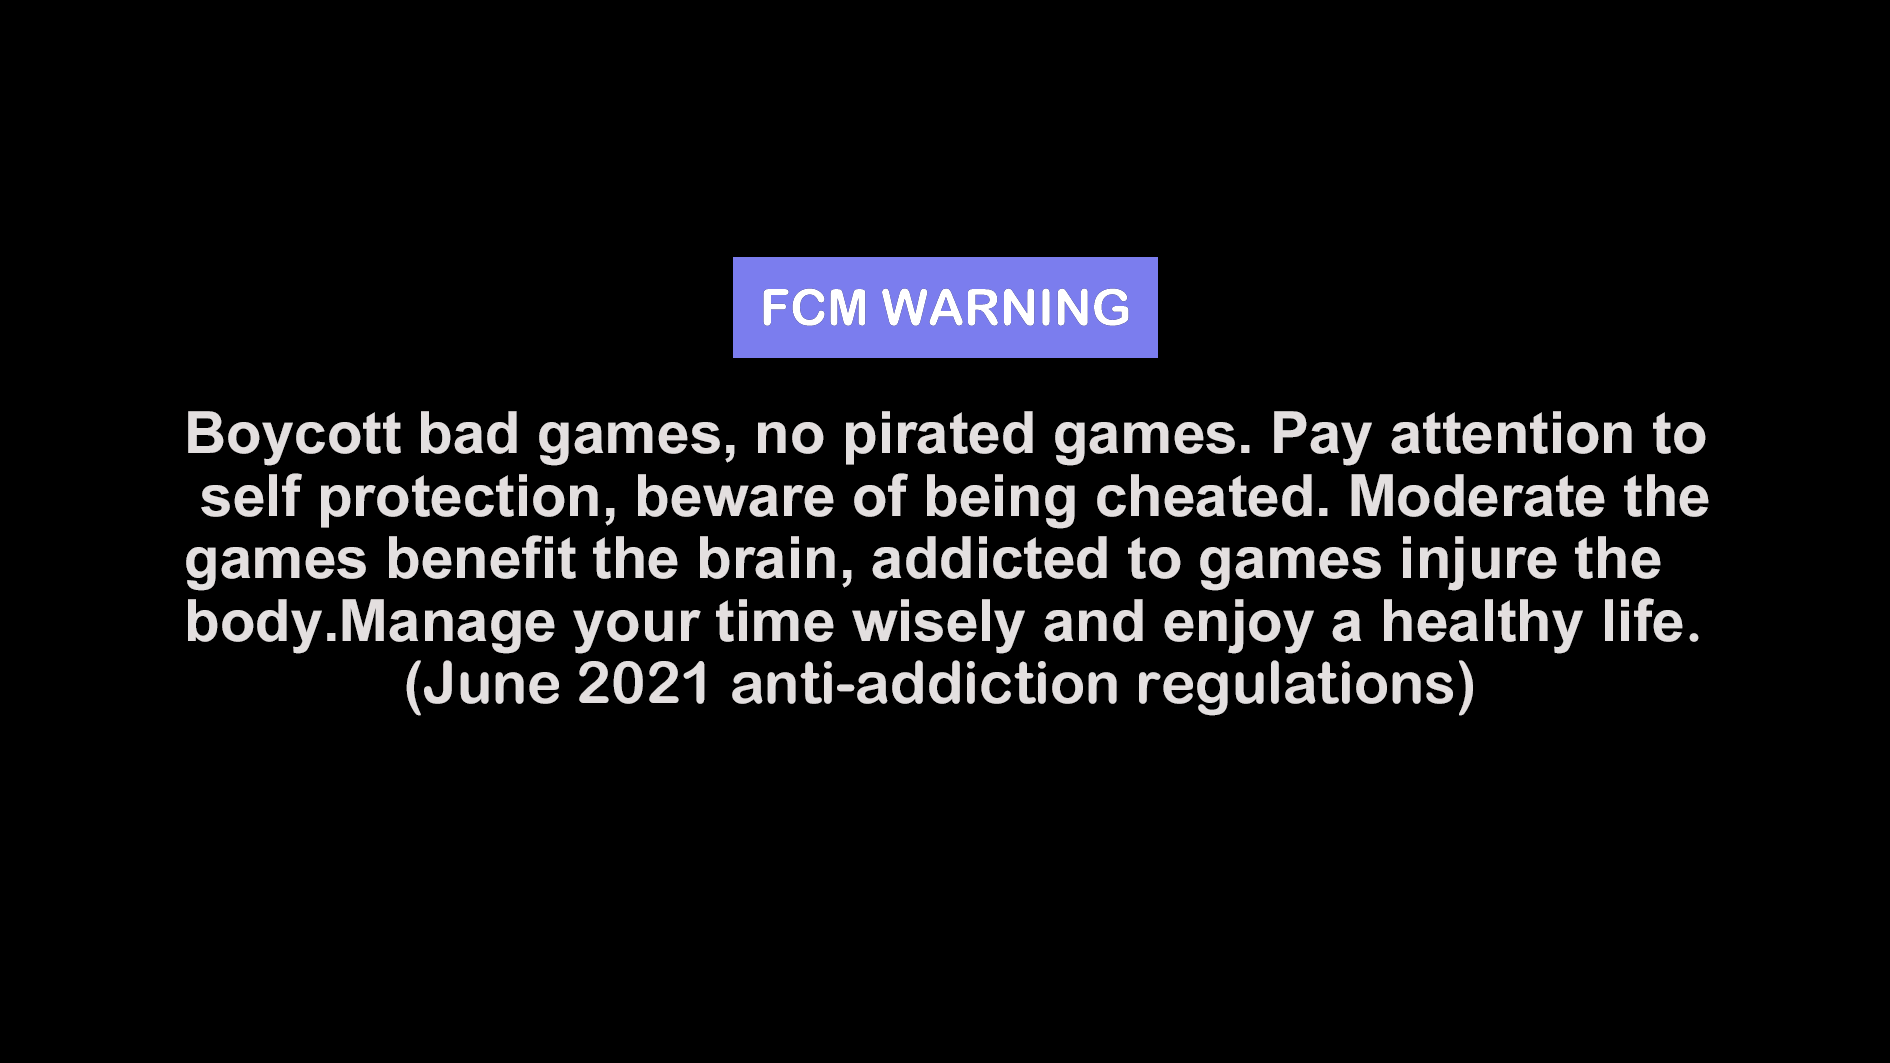 FCM WARNING
Boycott bad games, no pirated games. Pay attention to
self protection, beware of being cheated. Moderate the
games benefit the brain, addicted to games injure the
body.Manage your time wisely and enjoy a healthy life.
(June 2021 anti-addiction regulations)